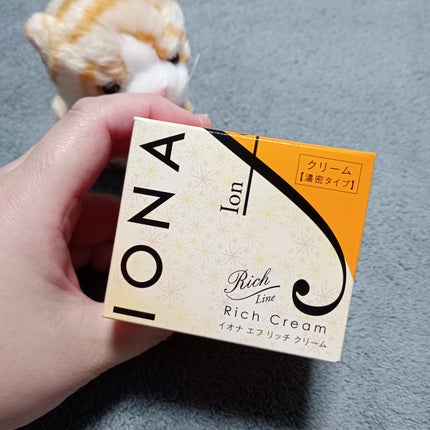 IONA
Ion
クリーム
【濃密タイプ】
Rich
Line
Rich Cream
イオナ エフ リッチ クリーム